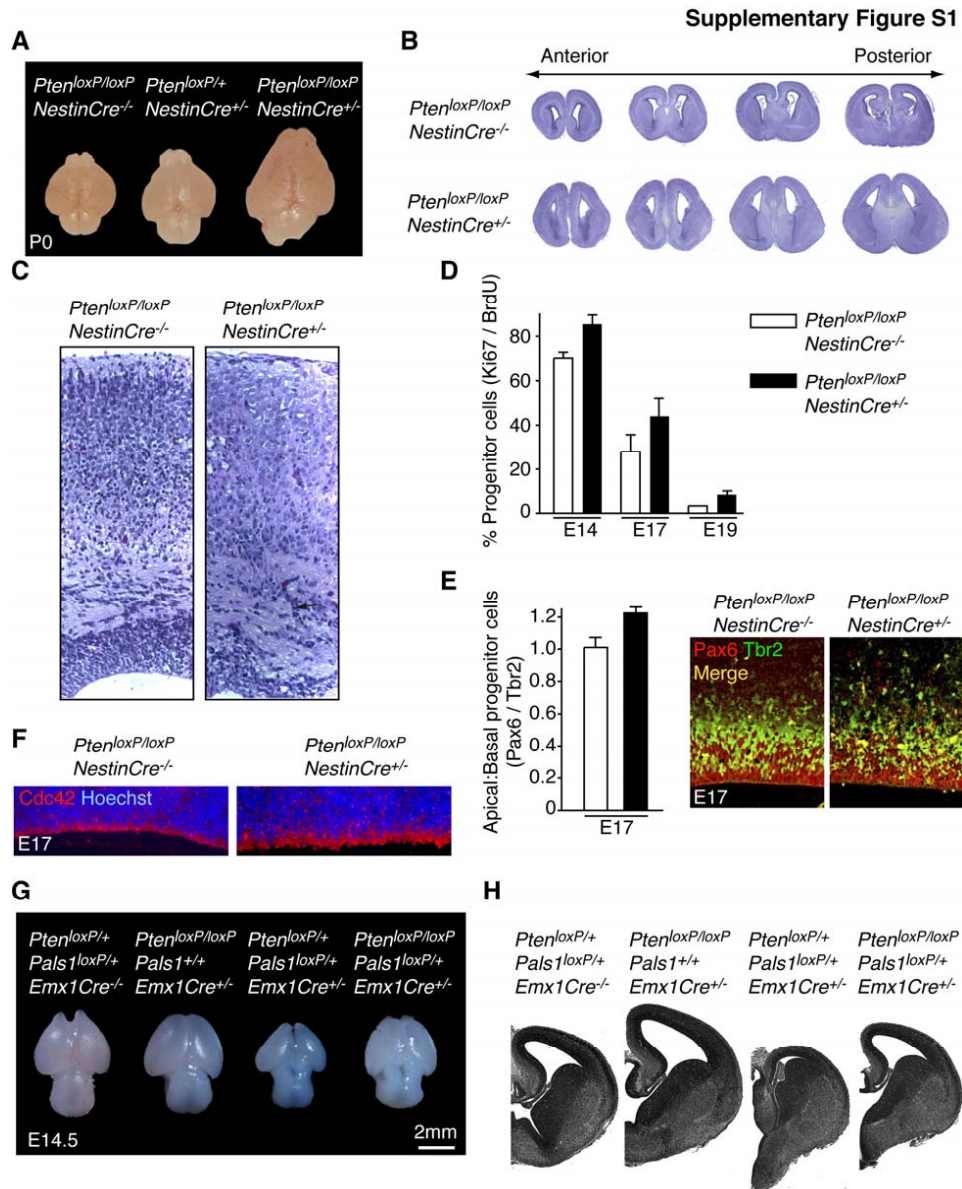 Supplementary Figure S1
A
Pten^loxP/loxP Pten^loxP/+ Pten^loxP/loxP
NestinCre^-/- NestinCre^+/- NestinCre^+/-
P0
B
Anterior Posterior
Pten^loxP/loxP
NestinCre^-/-
Pten^loxP/loxP
NestinCre^+/-
C
Pten^loxP/loxP Pten^loxP/loxP
NestinCre^-/- NestinCre^+/-
D
% Progenitor cells (Ki67 / BrdU)
80
60
40
20
0
E14 E17 E19
Pten^loxP/loxP
NestinCre^-/-
Pten^loxP/loxP
NestinCre^+/-
E
Apical:Basal progenitor cells
(Pax6 / Tbr2)
1.2
1.0
0.8
0.6
0.4
1.2
0
E17
Pten^loxP/loxP Pten^loxP/loxP
NestinCre^-/- NestinCre^+/-
Pax6 Tbr2
Merge
E17
F
Pten^loxP/loxP Pten^loxP/loxP
NestinCre^-/- NestinCre^+/-
Cdc42 Hoechst
E17
G
Pten^loxP/+ Pten^loxP/loxP Pten^loxP/+ Pten^loxP/loxP
Pals1^loxP/+ Pals1^+/+ Pals1^loxP/+ Pals1^loxP/+
Emx1Cre^-/- Emx1Cre^+/- Emx1Cre^+/- Emx1Cre^+/-
E14.5
2mm
H
Pten^loxP/+ Pten^loxP/loxP Pten^loxP/+ Pten^loxP/loxP
Pals1^loxP/+ Pals1^+/+ Pals1^loxP/+ Pals1^loxP/+
Emx1Cre^-/- Emx1Cre^+/- Emx1Cre^+/- Emx1Cre^+/-